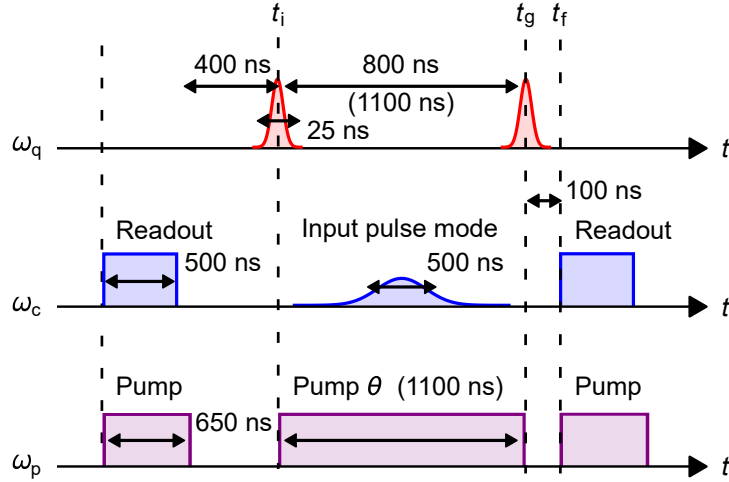 tᵢ
t_g t_f
400 ns
800 ns
(1100 ns)
25 ns
ω_q
t
100 ns
Readout
Input pulse mode
Readout
500 ns
500 ns
ω_c
t
Pump
Pump θ (1100 ns)
Pump
650 ns
ω_p
t